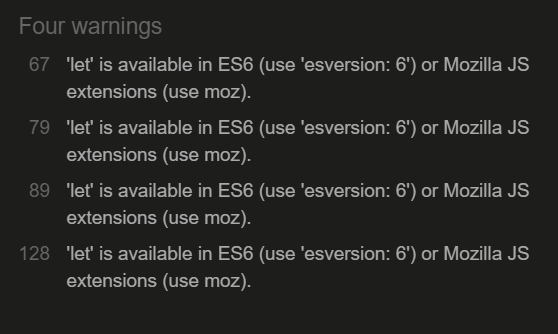 Four warnings
67 'let' is available in ES6 (use 'esversion: 6') or Mozilla JS
extensions (use moz).
79 'let' is available in ES6 (use 'esversion: 6') or Mozilla JS
extensions (use moz).
89 'let' is available in ES6 (use 'esversion: 6') or Mozilla JS
extensions (use moz).
128 'let' is available in ES6 (use 'esversion: 6') or Mozilla JS
extensions (use moz).